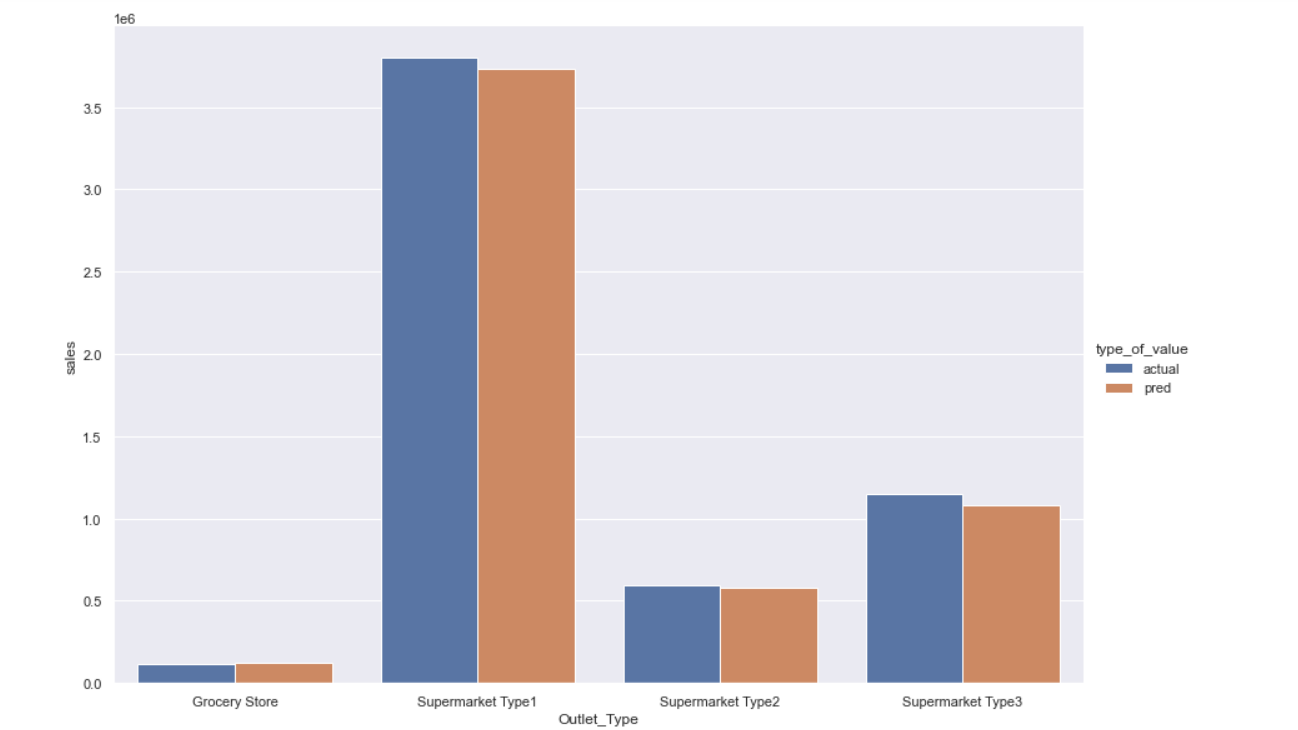 1e6
3.5
3.0
2.5
2.0
1.5
1.0
0.5
0.0
sales
Grocery Store Supermarket Type1 Supermarket Type2 Supermarket Type3
Outlet_Type
type_of_value
actual
pred